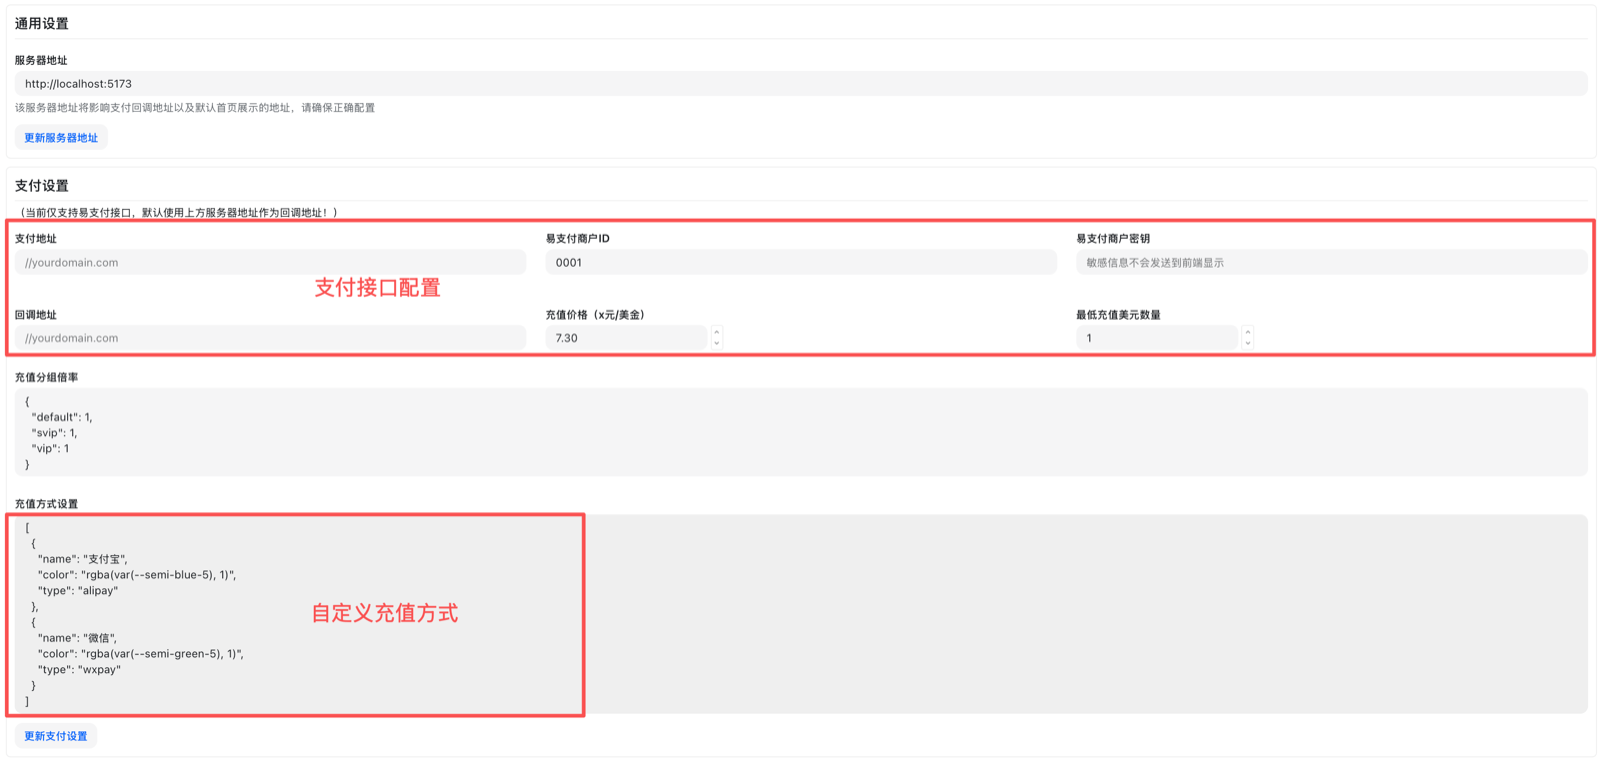 通用设置
服务器地址
http://localhost:5173
该服务器地址将影响支付回调地址以及默认首页展示的地址，请确保正确配置
更新服务器地址
支付设置
（当前仅支持易支付接口，默认使用上方服务器地址作为回调地址！）
支付地址
易支付商户ID
易支付商户密钥
//yourdomain.com
0001
敏感信息不会发送到前端显示
支付接口配置
回调地址
充值价格（x元/美金）
最低充值美元数量
//yourdomain.com
7.30
1
充值分组倍率
{
"default": 1,
"svip": 1,
"vip": 1
}
充值方式设置
[
{
"name": "支付宝",
"color": "rgba(var(--semi-blue-5), 1)",
"type": "alipay"
},
自定义充值方式
{
"name": "微信",
"color": "rgba(var(--semi-green-5), 1)",
"type": "wxpay"
}
]
更新支付设置